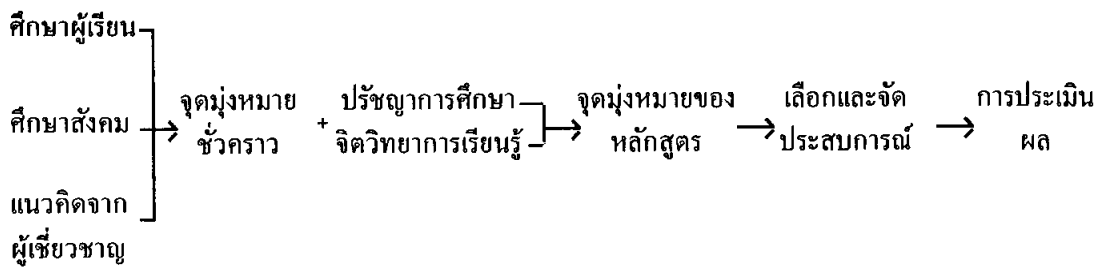 ศึกษาผู้เรียน
ศึกษาสังคม
แนวคิดจาก
ผู้เชี่ยวชาญ
จุดมุ่งหมาย
ชั่วคราว
+
ปรัชญาการศึกษา
จิตวิทยาการเรียนรู้
จุดมุ่งหมายของ
หลักสูตร
เลือกและจัด
ประสบการณ์
การประเมิน
ผล